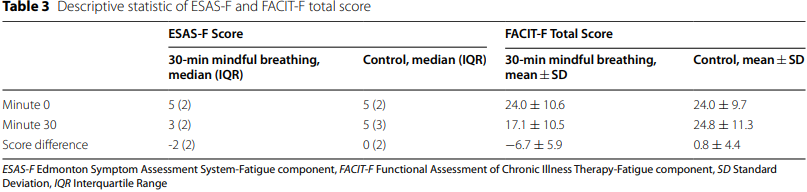 Table 3 Descriptive statistic of ESAS-F and FACIT-F total score
ESAS-F Score FACIT-F Total Score
30-min mindful breathing, median (IQR) Control, median (IQR) 30-min mindful breathing, mean ± SD Control, mean ± SD
Minute 0 5 (2) 5 (2) 24.0 ± 10.6 24.0 ± 9.7
Minute 30 3 (2) 5 (3) 17.1 ± 10.5 24.8 ± 11.3
Score difference -2 (2) 0 (2) −6.7 ± 5.9 0.8 ± 4.4
ESAS-F Edmonton Symptom Assessment System-Fatigue component, FACIT-F Functional Assessment of Chronic Illness Therapy-Fatigue component, SD Standard
Deviation, IQR Interquartile Range